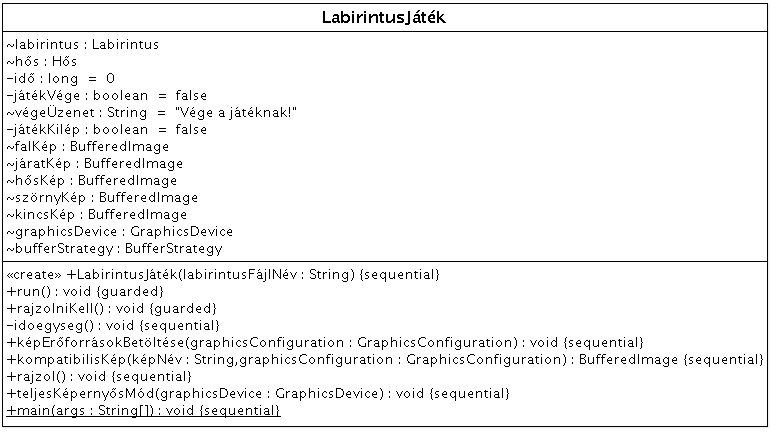 LabirintusJáték
~labirintus : Labirintus
~hős : Hős
-idő : long = 0
-játékVége : boolean = false
~végeÜzenet : String = "Vége a játéknak!"
-játékKilép : boolean = false
~falKép : BufferedImage
~járatKép : BufferedImage
~hősKép : BufferedImage
~szörnyKép : BufferedImage
~kincsKép : BufferedImage
~graphicsDevice : GraphicsDevice
~bufferStrategy : BufferStrategy
«create» +LabirintusJáték(labirintusFájlNév : String) {sequential}
+run() : void {guarded}
+rajzolniKell() : void {guarded}
-idoegyseg() : void {sequential}
+képErőforrásokBetöltése(graphicsConfiguration : GraphicsConfiguration) : void {sequential}
+kompatibilisKép(képNév : String,graphicsConfiguration : GraphicsConfiguration) : BufferedImage {sequential}
+rajzol() : void {sequential}
+teljesKépernyősMód(graphicsDevice : GraphicsDevice) : void {sequential}
+main(args : String[]) : void {sequential}